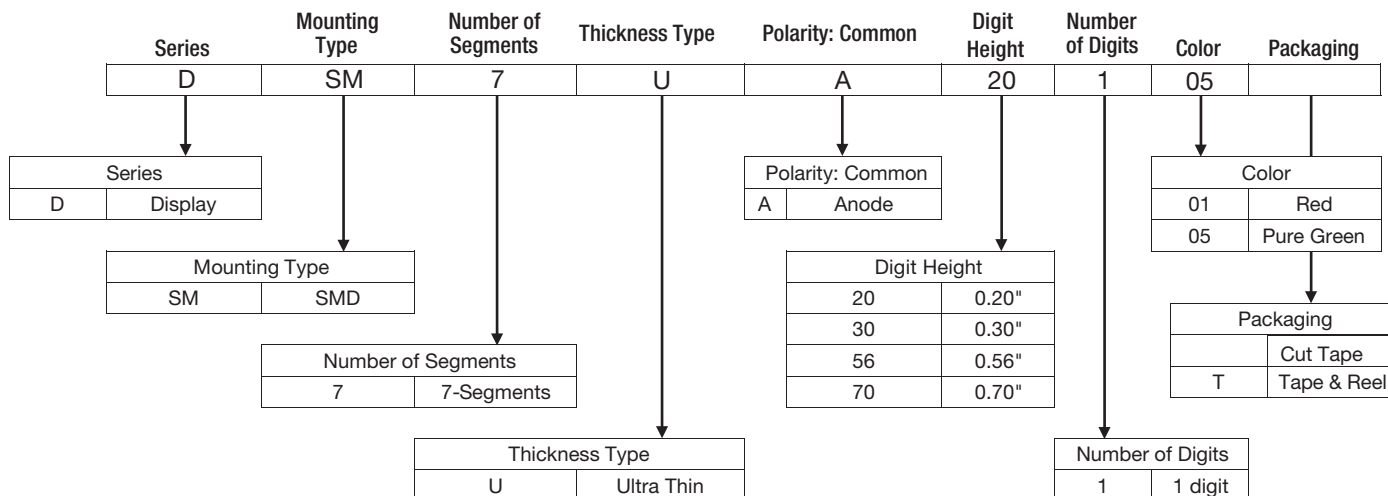 Series
Mounting Type
Number of Segments
Thickness Type
Polarity: Common
Digit Height
Number of Digits
Color
Packaging
D SM 7 U A 20 1 05
Series
D Display
Mounting Type
SM SMD
Number of Segments
7 7-Segments
Thickness Type
U Ultra Thin
Polarity: Common
A Anode
Digit Height
20 0.20"
30 0.30"
56 0.56"
70 0.70"
Number of Digits
1 1 digit
Color
01 Red
05 Pure Green
Packaging
Cut Tape
T Tape & Reel